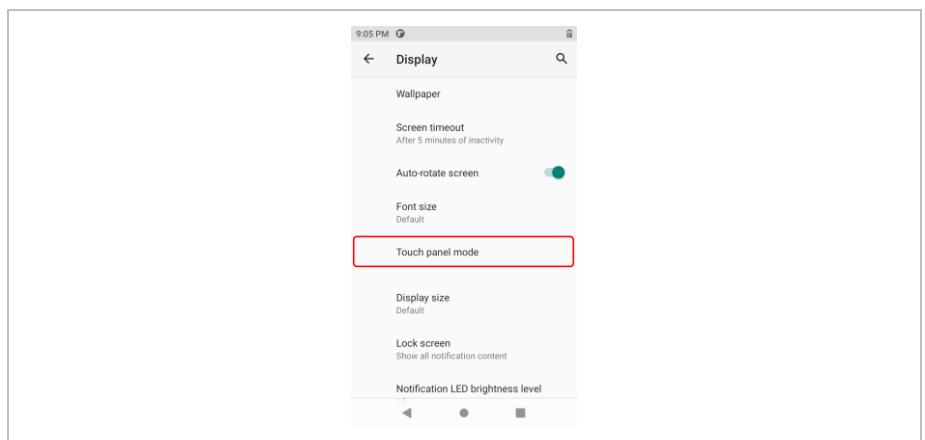 9:05 PM
Display
Wallpaper
Screen timeout
After 5 minutes of inactivity
Auto-rotate screen
Font size
Default
Touch panel mode
Display size
Default
Lock screen
Show all notification content
Notification LED brightness level